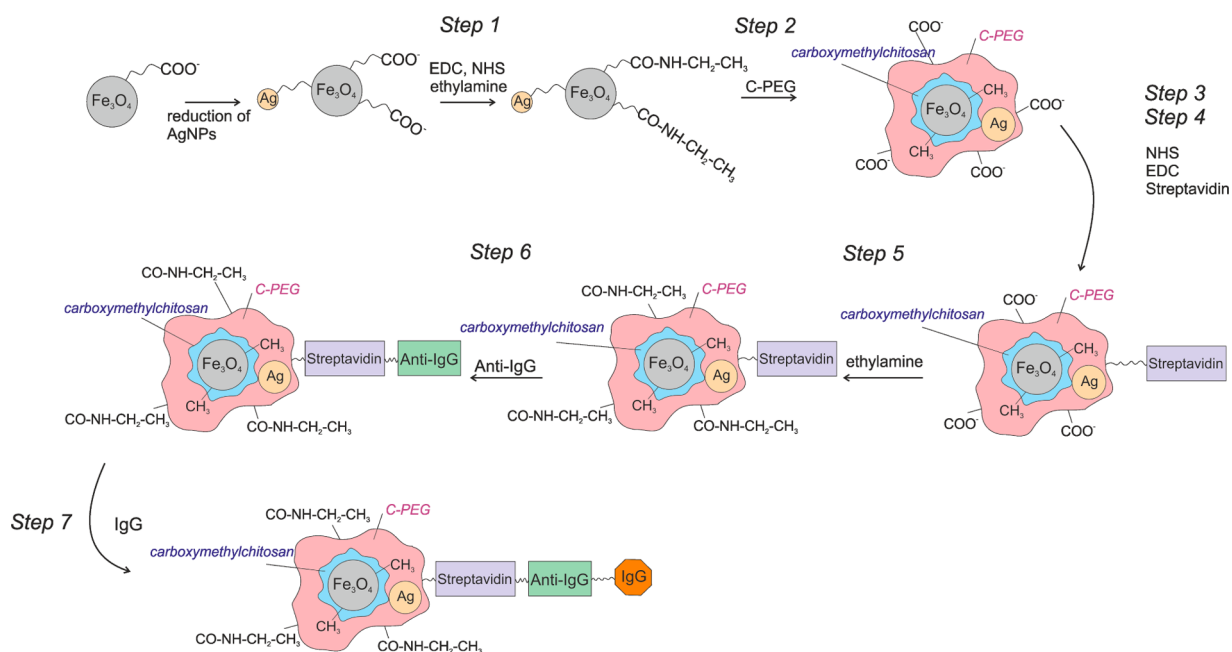 Step 1
Fe₃O₄
COO⁻
reduction of
AgNPs
Ag
Fe₃O₄
COO⁻
COO⁻
EDC, NHS
ethylamine
Ag
Fe₃O₄
CO-NH-CH₂-CH₃
CO-NH-CH₂-CH₃
Step 2
C-PEG
COO⁻
C-PEG
carboxymethylchitosan
Fe₃O₄
CH₃
Ag
CH₃
COO⁻
COO⁻
COO⁻
Step 3
Step 4
NHS
EDC
Streptavidin
COO⁻
C-PEG
carboxymethylchitosan
Fe₃O₄
CH₃
Ag
CH₃
COO⁻
COO⁻
Streptavidin
Step 5
ethylamine
CO-NH-CH₂-CH₃
C-PEG
carboxymethylchitosan
Fe₃O₄
CH₃
Ag
CH₃
Streptavidin
CO-NH-CH₂-CH₃
CO-NH-CH₂-CH₃
Step 6
Anti-IgG
CO-NH-CH₂-CH₃
C-PEG
carboxymethylchitosan
Fe₃O₄
CH₃
Ag
CH₃
Streptavidin
Anti-IgG
CO-NH-CH₂-CH₃
CO-NH-CH₂-CH₃
Step 7
IgG
CO-NH-CH₂-CH₃
C-PEG
carboxymethylchitosan
Fe₃O₄
CH₃
Ag
CH₃
Streptavidin
Anti-IgG
IgG
CO-NH-CH₂-CH₃
CO-NH-CH₂-CH₃